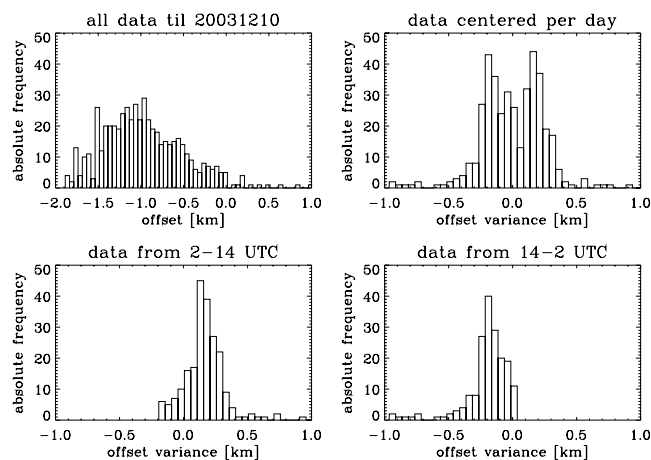 all data til 20031210
data centered per day
absolute frequency
50
40
30
20
10
0
-2.0 -1.5 -1.0 -0.5 0.0 0.5 1.0
offset [km]
absolute frequency
50
40
30
20
10
0
-1.0 -0.5 0.0 0.5 1.0
offset variance [km]
data from 2-14 UTC
data from 14-2 UTC
absolute frequency
50
40
30
20
10
0
-1.0 -0.5 0.0 0.5 1.0
offset variance [km]
absolute frequency
50
40
30
20
10
0
-1.0 -0.5 0.0 0.5 1.0
offset variance [km]